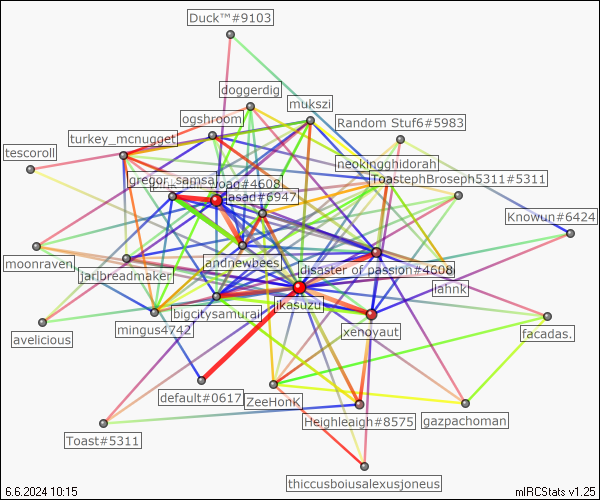 Duck™#9103
doggerdig
mukszi
ogshroom
Random Stuf6#5983
turkey_mcnugget
tescoroll
neokingghidorah
gregor_samsa
#4608
ToastephBroseph5311#5311
lasad#6947
Knowun#6424
moonraven
andnewbees
jarlbreadmaker
disaster of passion#4608
lahnk
ikasuzu
bigcitysamurai
mingus4742
xenoyaut
avelicious
facadas.
default#0617
ZeeHonK
Heighleaigh#8575
gazpachoman
Toast#5311
thiccusboiusalexusjoneus
6.6.2024 10:15
mIRCStats v1.25